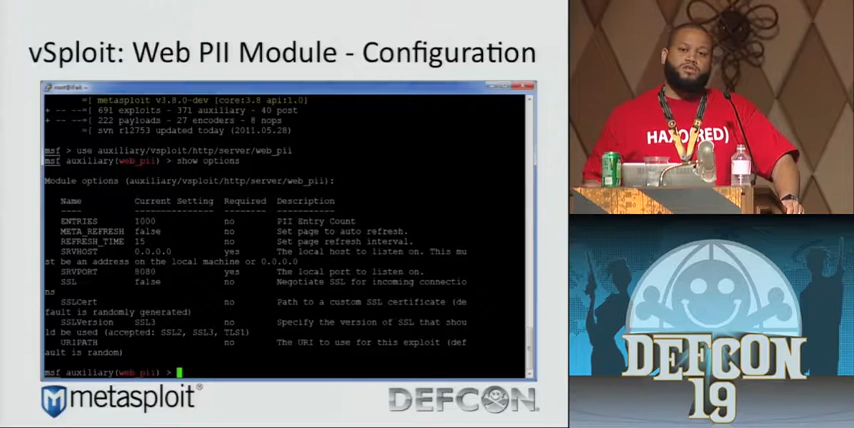 vSploit: Web PII Module - Configuration
=[ metasploit v3.8.0-dev [core:3.8 api:1.0]
+ -- --=[ 691 exploits - 371 auxiliary - 40 post
+ -- --=[ 222 payloads - 27 encoders - 8 nops
=[ svn r12753 updated today (2011.05.28)
msf > use auxiliary/vsploit/http/server/web_pii
msf auxiliary(web_pii) > show options
Module options (auxiliary/vsploit/http/server/web_pii):
Name Current Setting Required Description
---- --------------- -------- -----------
ENTRIES 1000 no PII Entry Count
META_REFRESH false no Set page to auto refresh.
REFRESH_TIME 15 no Set page refresh interval.
SRVHOST 0.0.0.0 yes The local host to listen on. This mu
st be an address on the local machine or 0.0.0.0
SRVPORT 8080 yes The local port to listen on.
SSL false no Negotiate SSL for incoming connectio
ns
SSLCert no Path to a custom SSL certificate (de
fault is randomly generated)
SSLVersion SSL3 no Specify the version of SSL that shou
ld be used (accepted: SSL2, SSL3, TLS1)
URIPATH no The URI to use for this exploit (def
ault is random)
msf auxiliary(web_pii) >
metasploit®
DEFCON
HAXO(RED)
DEFCON
19